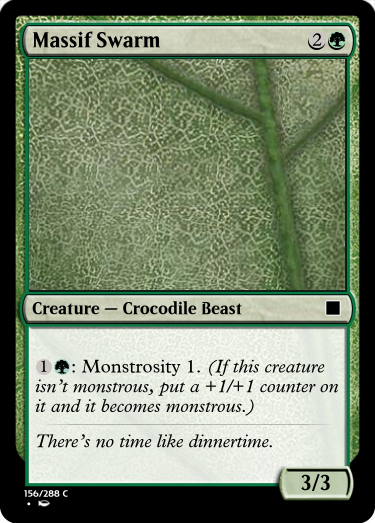 Massif Swarm 2
Creature — Crocodile Beast
1 : Monstrosity 1. (If this creature
isn't monstrous, put a +1/+1 counter on
it and it becomes monstrous.)
There's no time like dinnertime.
3/3
156/288 C